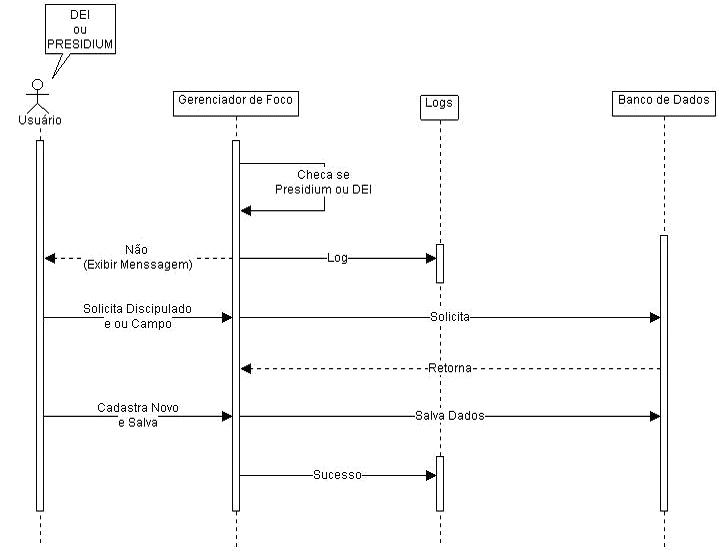 DEI
ou
PRESIDIUM
Usuário
Gerenciador de Foco
Logs
Banco de Dados
Checa se
Presidium ou DEI
Não
(Exibir Menssagem)
Log
Solicita Discipulado
e ou Campo
Solicita
Retorna
Cadastra Novo
e Salva
Salva Dados
Sucesso